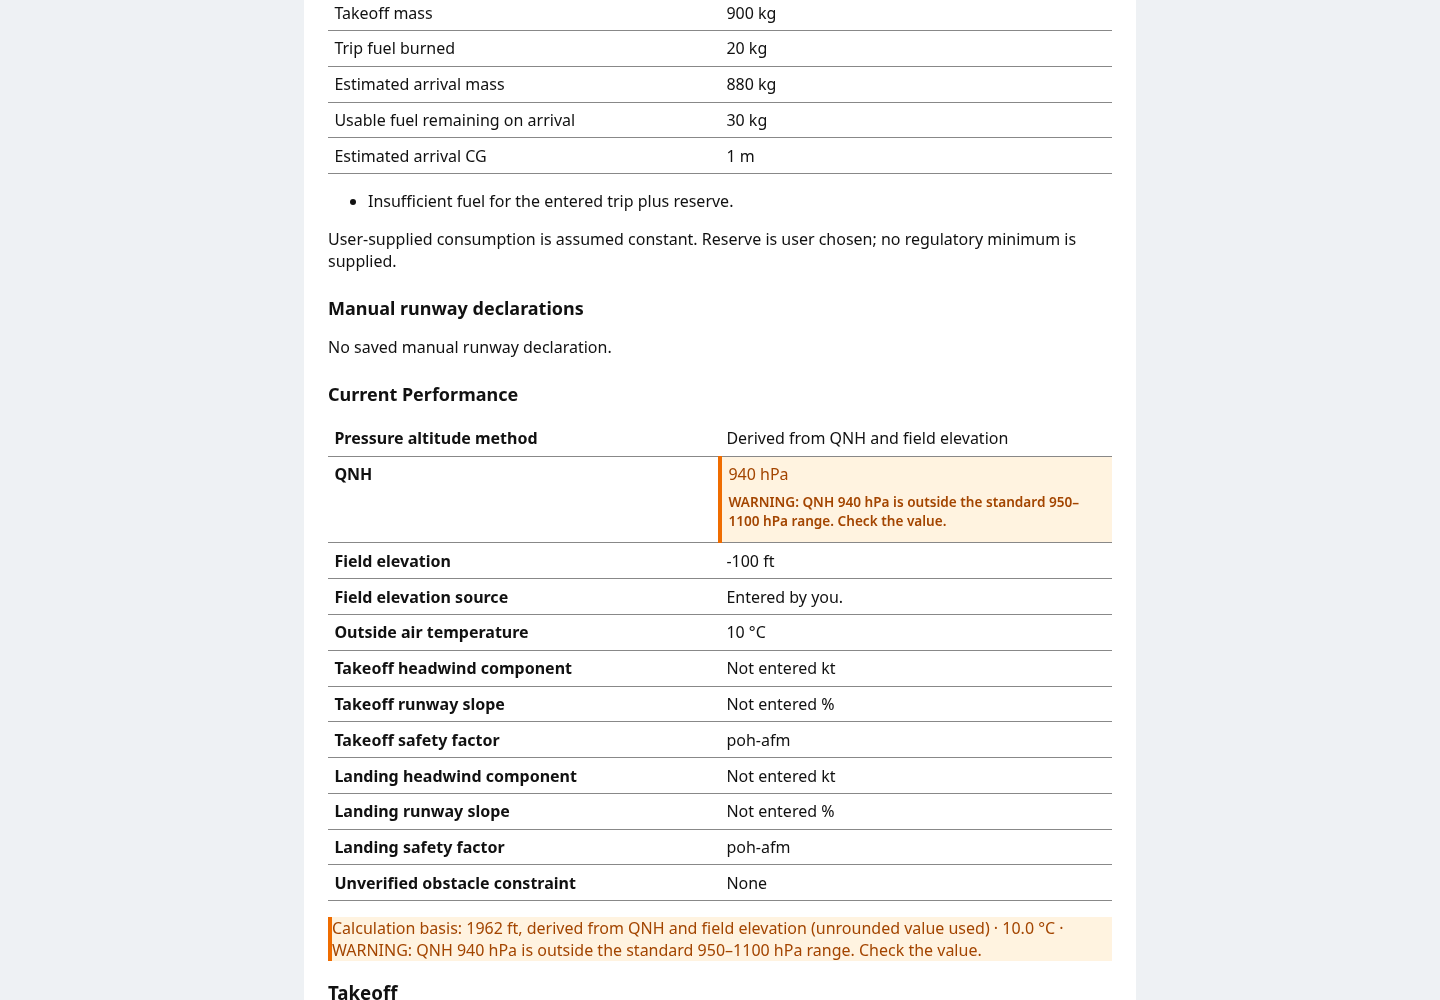 Takeoff mass 900 kg
Trip fuel burned 20 kg
Estimated arrival mass 880 kg
Usable fuel remaining on arrival 30 kg
Estimated arrival CG 1 m
• Insufficient fuel for the entered trip plus reserve.
User-supplied consumption is assumed constant. Reserve is user chosen; no regulatory minimum is
supplied.
Manual runway declarations
No saved manual runway declaration.
Current Performance
Pressure altitude method Derived from QNH and field elevation
QNH 940 hPa
WARNING: QNH 940 hPa is outside the standard 950–
1100 hPa range. Check the value.
Field elevation -100 ft
Field elevation source Entered by you.
Outside air temperature 10 °C
Takeoff headwind component Not entered kt
Takeoff runway slope Not entered %
Takeoff safety factor poh-afm
Landing headwind component Not entered kt
Landing runway slope Not entered %
Landing safety factor poh-afm
Unverified obstacle constraint None
Calculation basis: 1962 ft, derived from QNH and field elevation (unrounded value used) · 10.0 °C ·
WARNING: QNH 940 hPa is outside the standard 950–1100 hPa range. Check the value.
Takeoff